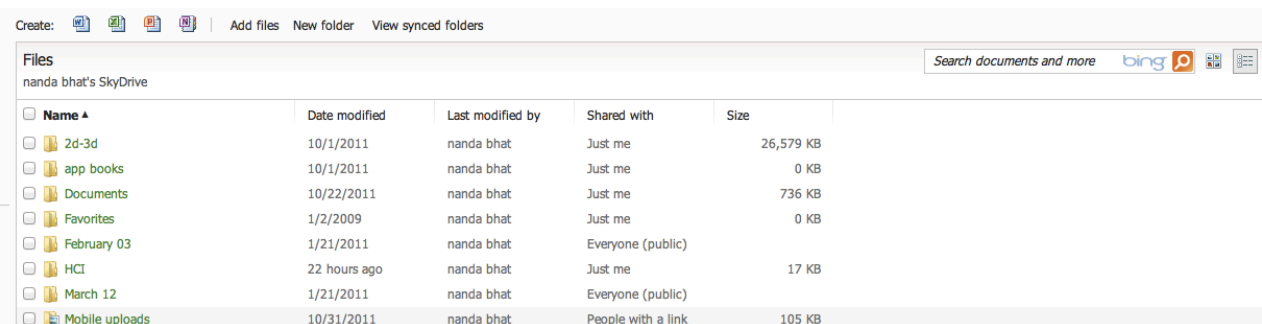 Create: Add files New folder View synced folders
Files Search documents and more bing
nanda bhat's SkyDrive
Name Date modified Last modified by Shared with Size
2d-3d 10/1/2011 nanda bhat Just me 26,579 KB
app books 10/1/2011 nanda bhat Just me 0 KB
Documents 10/22/2011 nanda bhat Just me 736 KB
Favorites 1/2/2009 nanda bhat Just me 0 KB
February 03 1/21/2011 nanda bhat Everyone (public)
HCI 22 hours ago nanda bhat Just me 17 KB
March 12 1/21/2011 nanda bhat Everyone (public)
Mobile uploads 10/31/2011 nanda bhat People with a link 105 KB